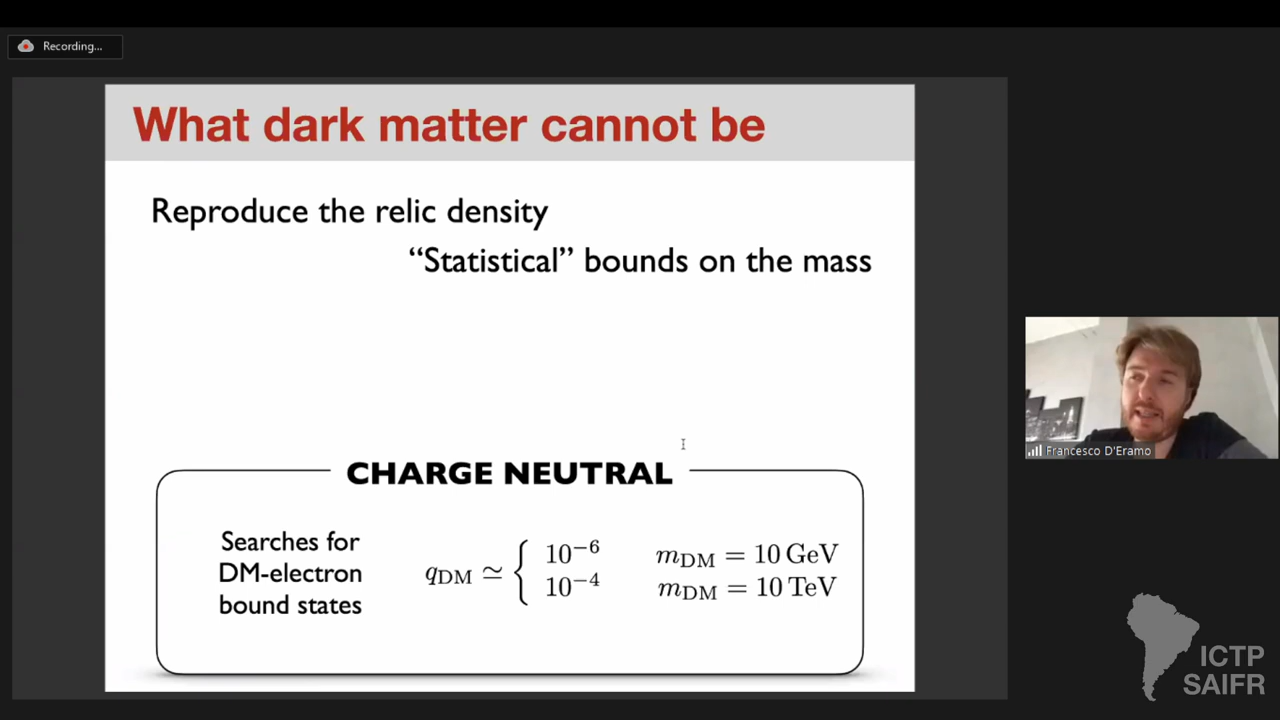 Recording...
What dark matter cannot be
Reproduce the relic density
“Statistical” bounds on the mass
CHARGE NEUTRAL
Searches for
DM-electron
bound states
q_DM ≃ { 10^−6 m_DM = 10 GeV
10^−4 m_DM = 10 TeV
Francesco D'Eramo
ICTP
SAIFR